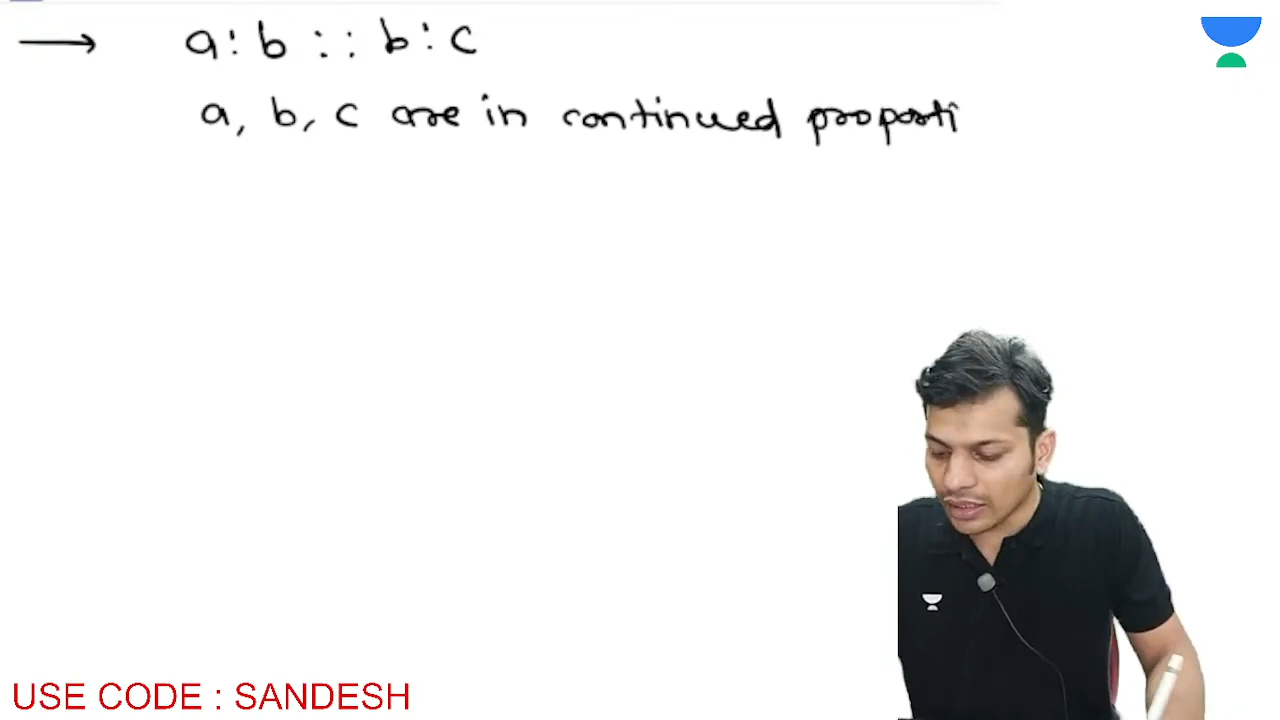 → a : b : : b : c
a, b, c are in continued proporti
USE CODE : SANDESH